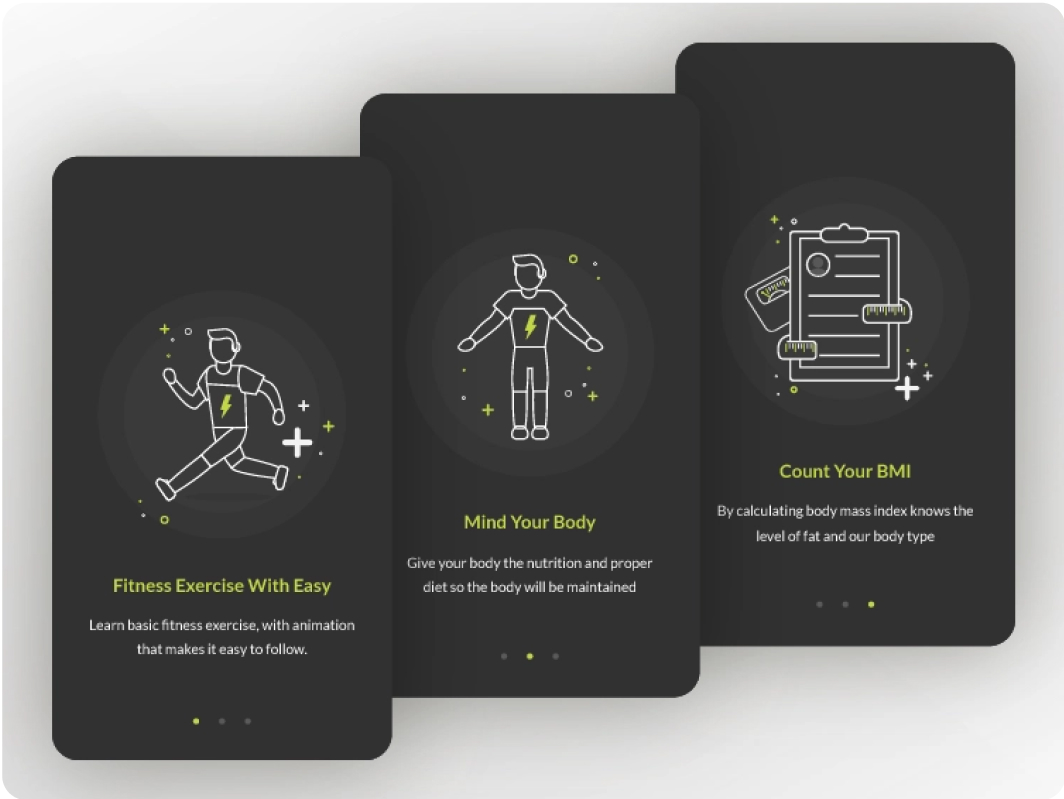 Fitness Exercise With Easy
Learn basic fitness exercise, with animation
that makes it easy to follow.
Mind Your Body
Give your body the nutrition and proper
diet so the body will be maintained
Count Your BMI
By calculating body mass index knows the
level of fat and our body type